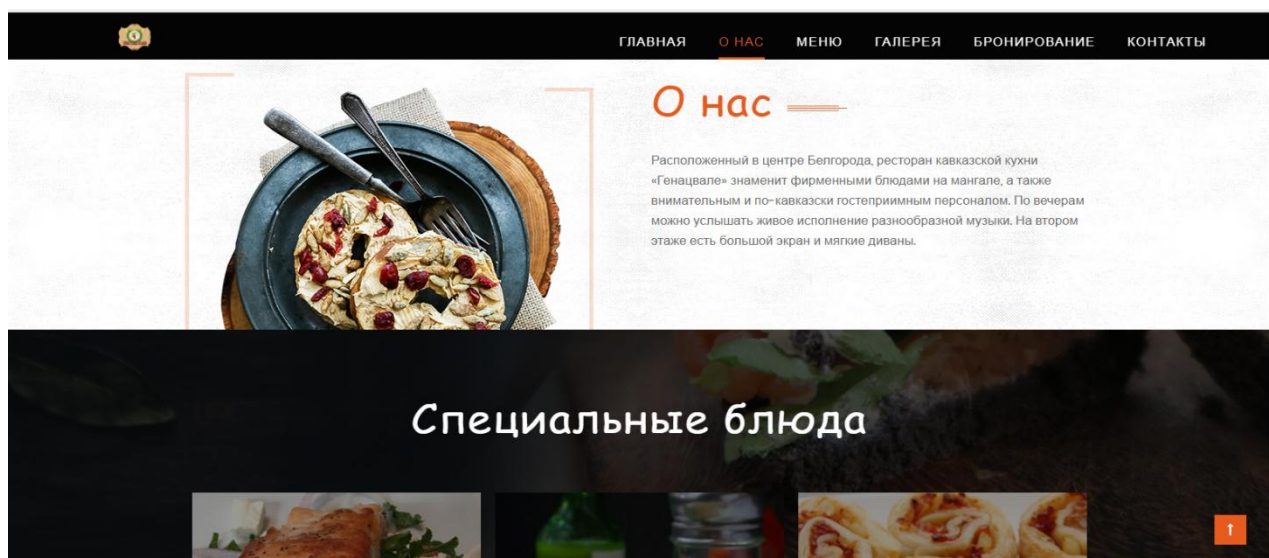 ГЛАВНАЯ О НАС МЕНЮ ГАЛЕРЕЯ БРОНИРОВАНИЕ КОНТАКТЫ
О нас
Расположенный в центре Белгорода, ресторан кавказской кухни
«Генацвале» знаменит фирменными блюдами на мангале, а также
внимательным и по-кавказски гостеприимным персоналом. По вечерам
можно услышать живое исполнение разнообразной музыки. На втором
этаже есть большой экран и мягкие диваны.
Специальные блюда